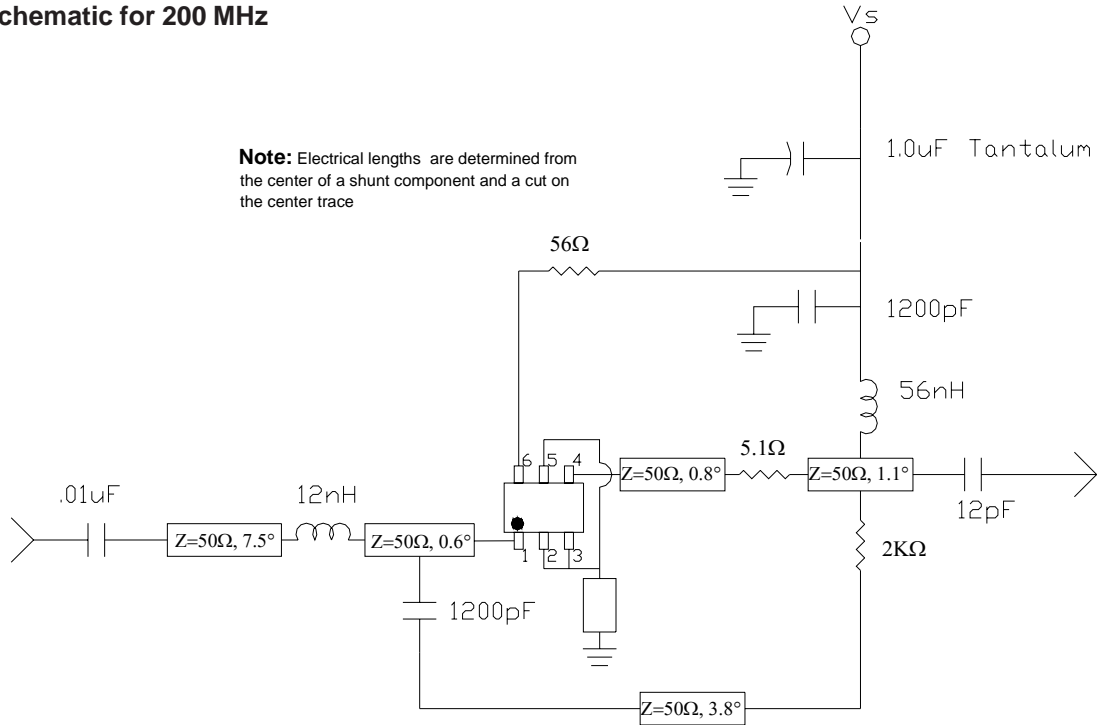 chematic for 200 MHz
Vs
Note: Electrical lengths are determined from
the center of a shunt component and a cut on
the center trace
1.0uF Tantalum
56Ω
1200pF
56nH
5.1Ω
6 5 4
Z=50Ω, 0.8°
Z=50Ω, 1.1°
.01uF
12nH
12pF
Z=50Ω, 7.5°
Z=50Ω, 0.6°
1 2 3
2KΩ
1200pF
Z=50Ω, 3.8°